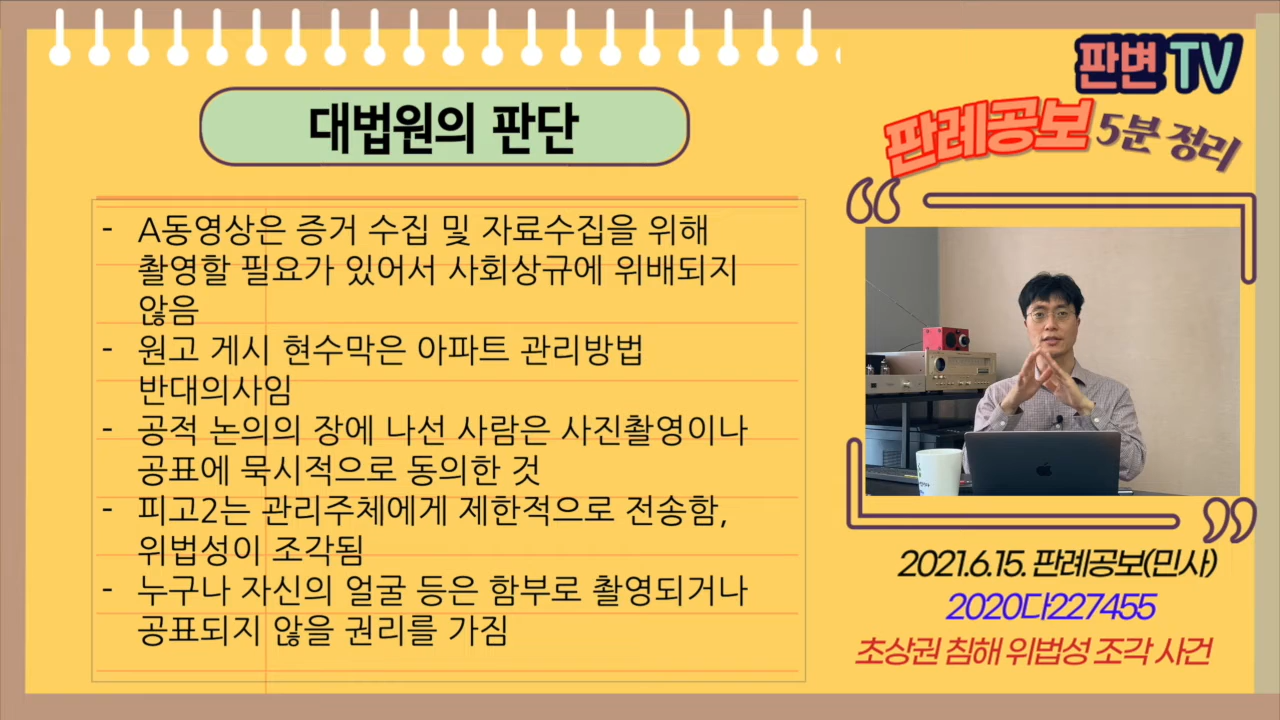 판변 TV
판례공보 5분 정리
대법원의 판단
- A동영상은 증거 수집 및 자료수집을 위해
촬영할 필요가 있어서 사회상규에 위배되지
않음
- 원고 게시 현수막은 아파트 관리방법
반대의사임
- 공적 논의의 장에 나선 사람은 사진촬영이나
공표에 묵시적으로 동의한 것
- 피고2는 관리주체에게 제한적으로 전송함,
위법성이 조각됨
- 누구나 자신의 얼굴 등은 함부로 촬영되거나
공표되지 않을 권리를 가짐
2021.6.15. 판례공보(민사)
2020다227455
초상권 침해 위법성 조각 사건